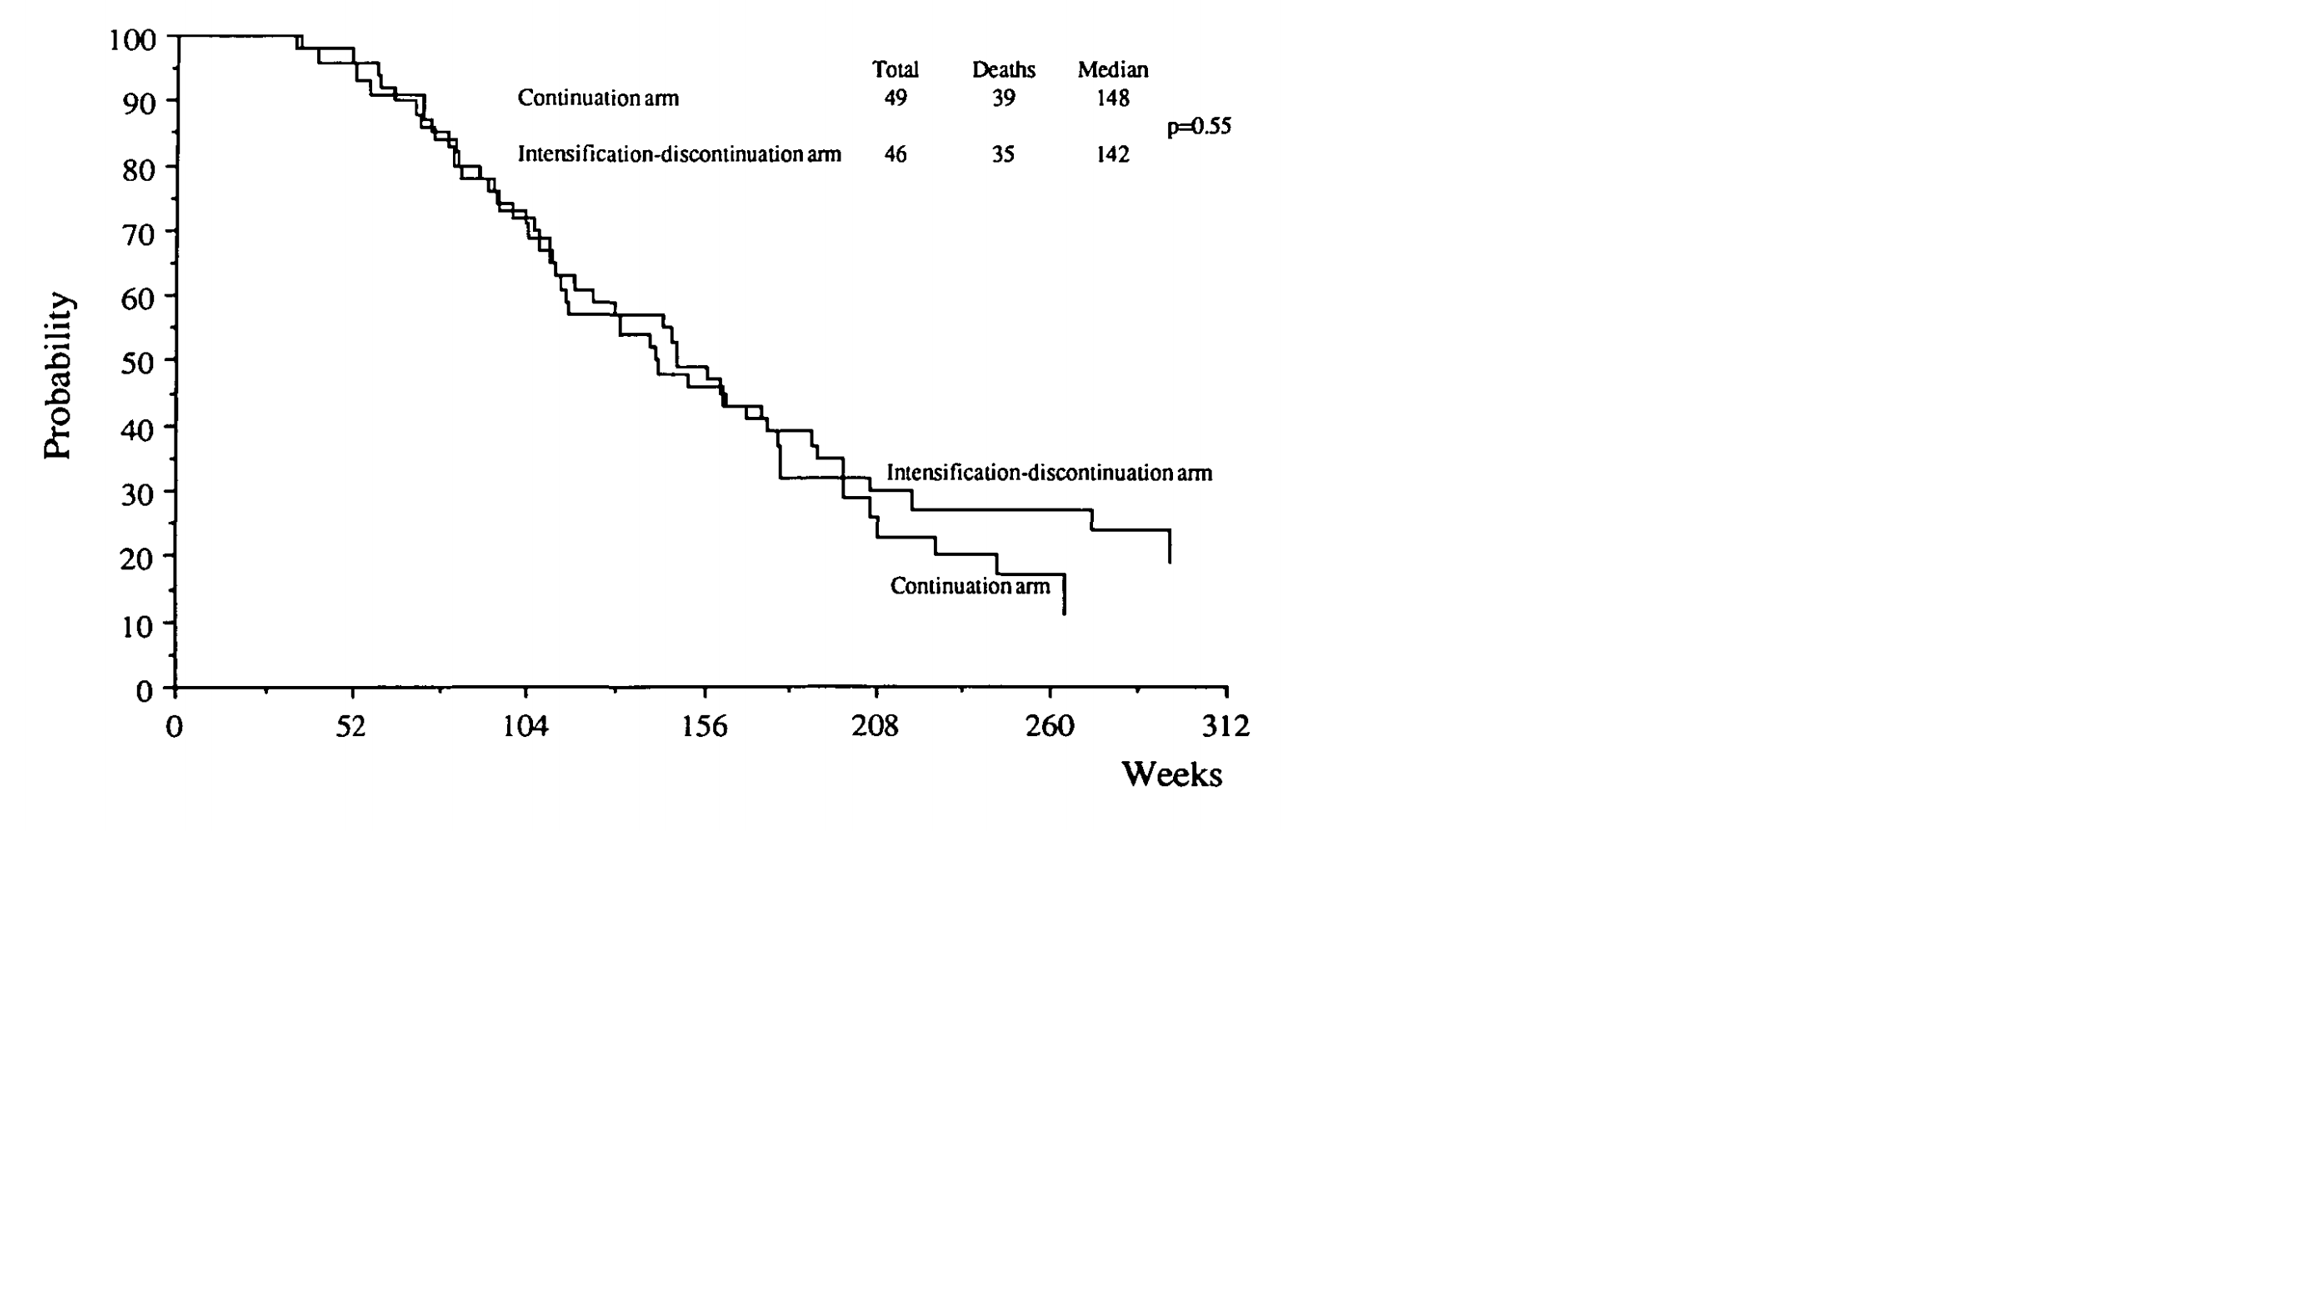 Total Deaths Median
Continuation arm 49 39 148
p=0.55
Intensification-discontinuation arm 46 35 142
100
90
80
70
60
50
40
30
20
10
0
Probability
Intensification-discontinuation arm
Continuation arm
0 52 104 156 208 260 312
Weeks